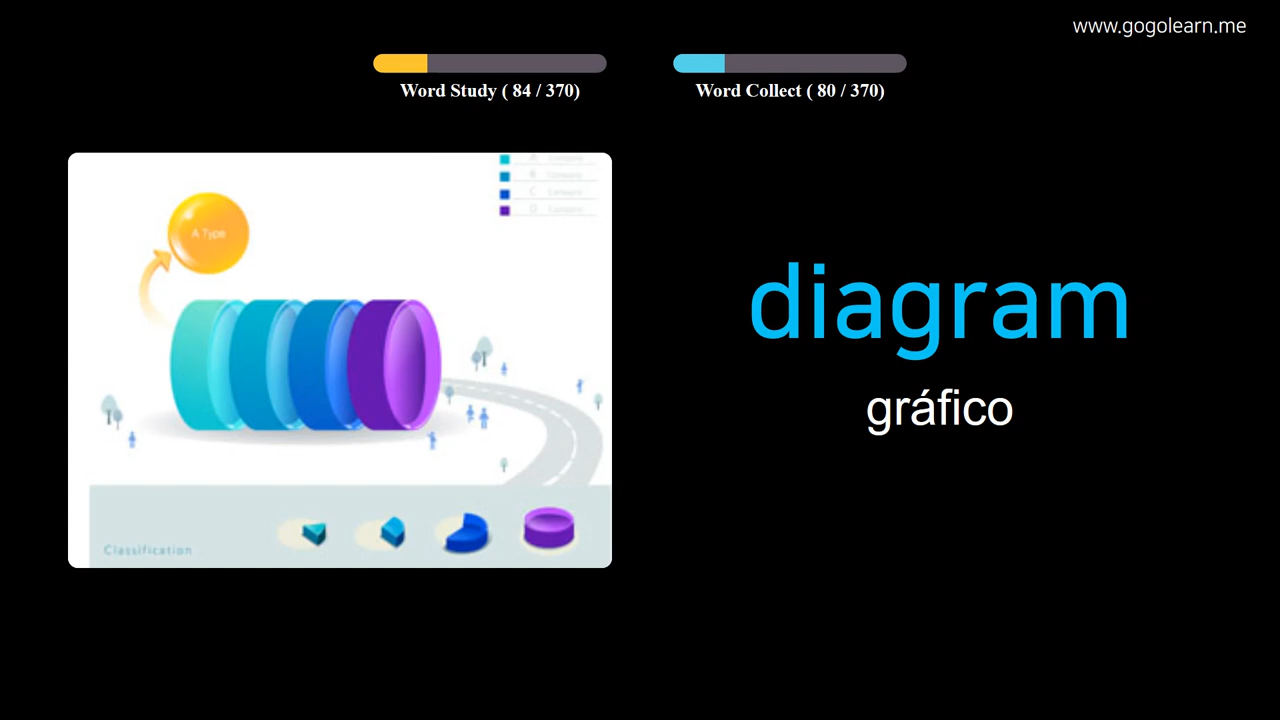 www.gogolearn.me
Word Study ( 84 / 370)
Word Collect ( 80 / 370)
A Type
A
B
C
D
diagram
gráfico
Classification